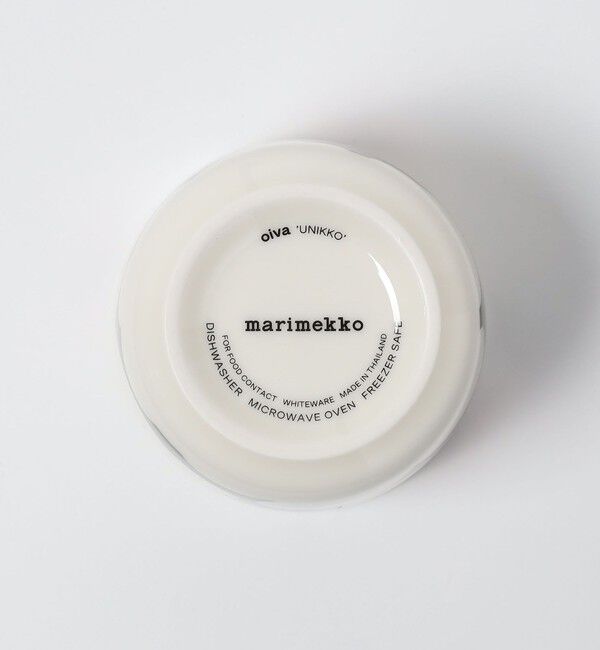 oiva 'UNIKKO'
marimekko
FOR FOOD CONTACT WHITEWARE MADE IN THAILAND
DISHWASHER MICROWAVE OVEN FREEZER SAFE